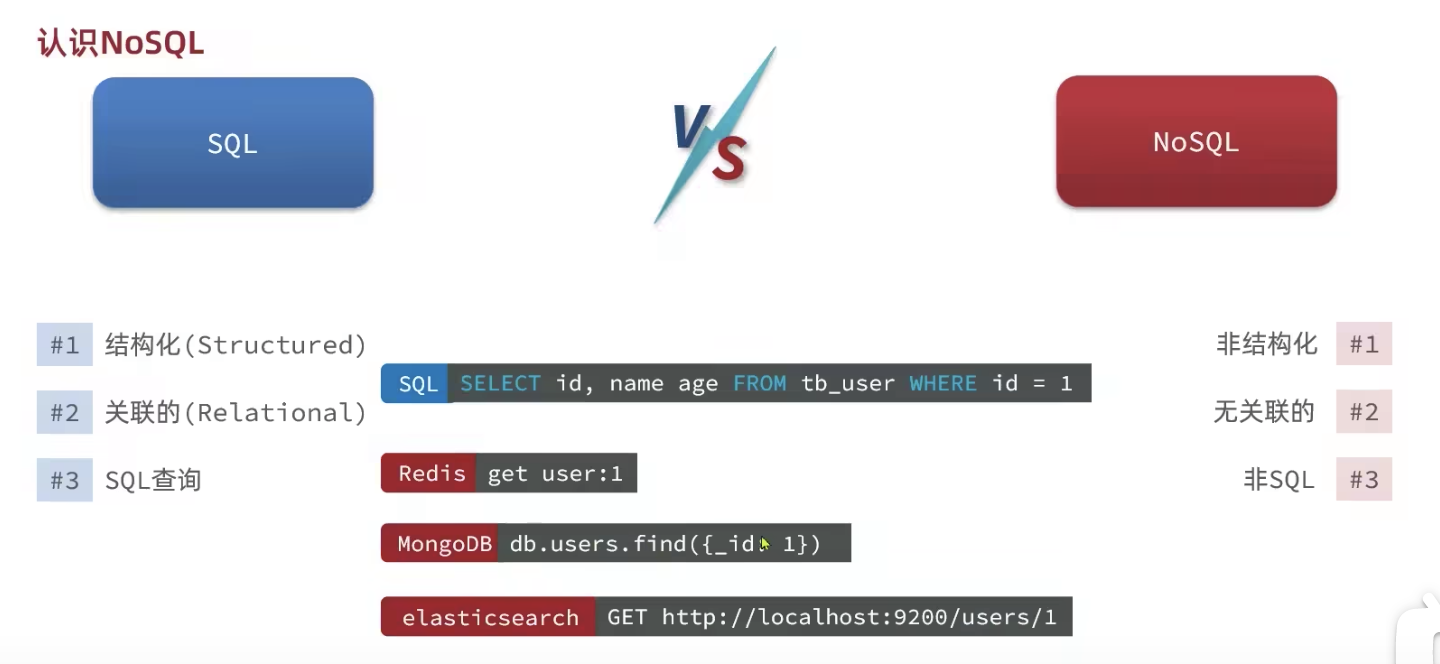 认识NoSQL
SQL
VS
NoSQL
#1 结构化(Structured)
#2 关联的(Relational)
#3 SQL查询
SQL SELECT id, name age FROM tb_user WHERE id = 1
Redis get user:1
MongoDB db.users.find({_id: 1})
elasticsearch GET http://localhost:9200/users/1
非结构化 #1
无关联的 #2
非SQL #3